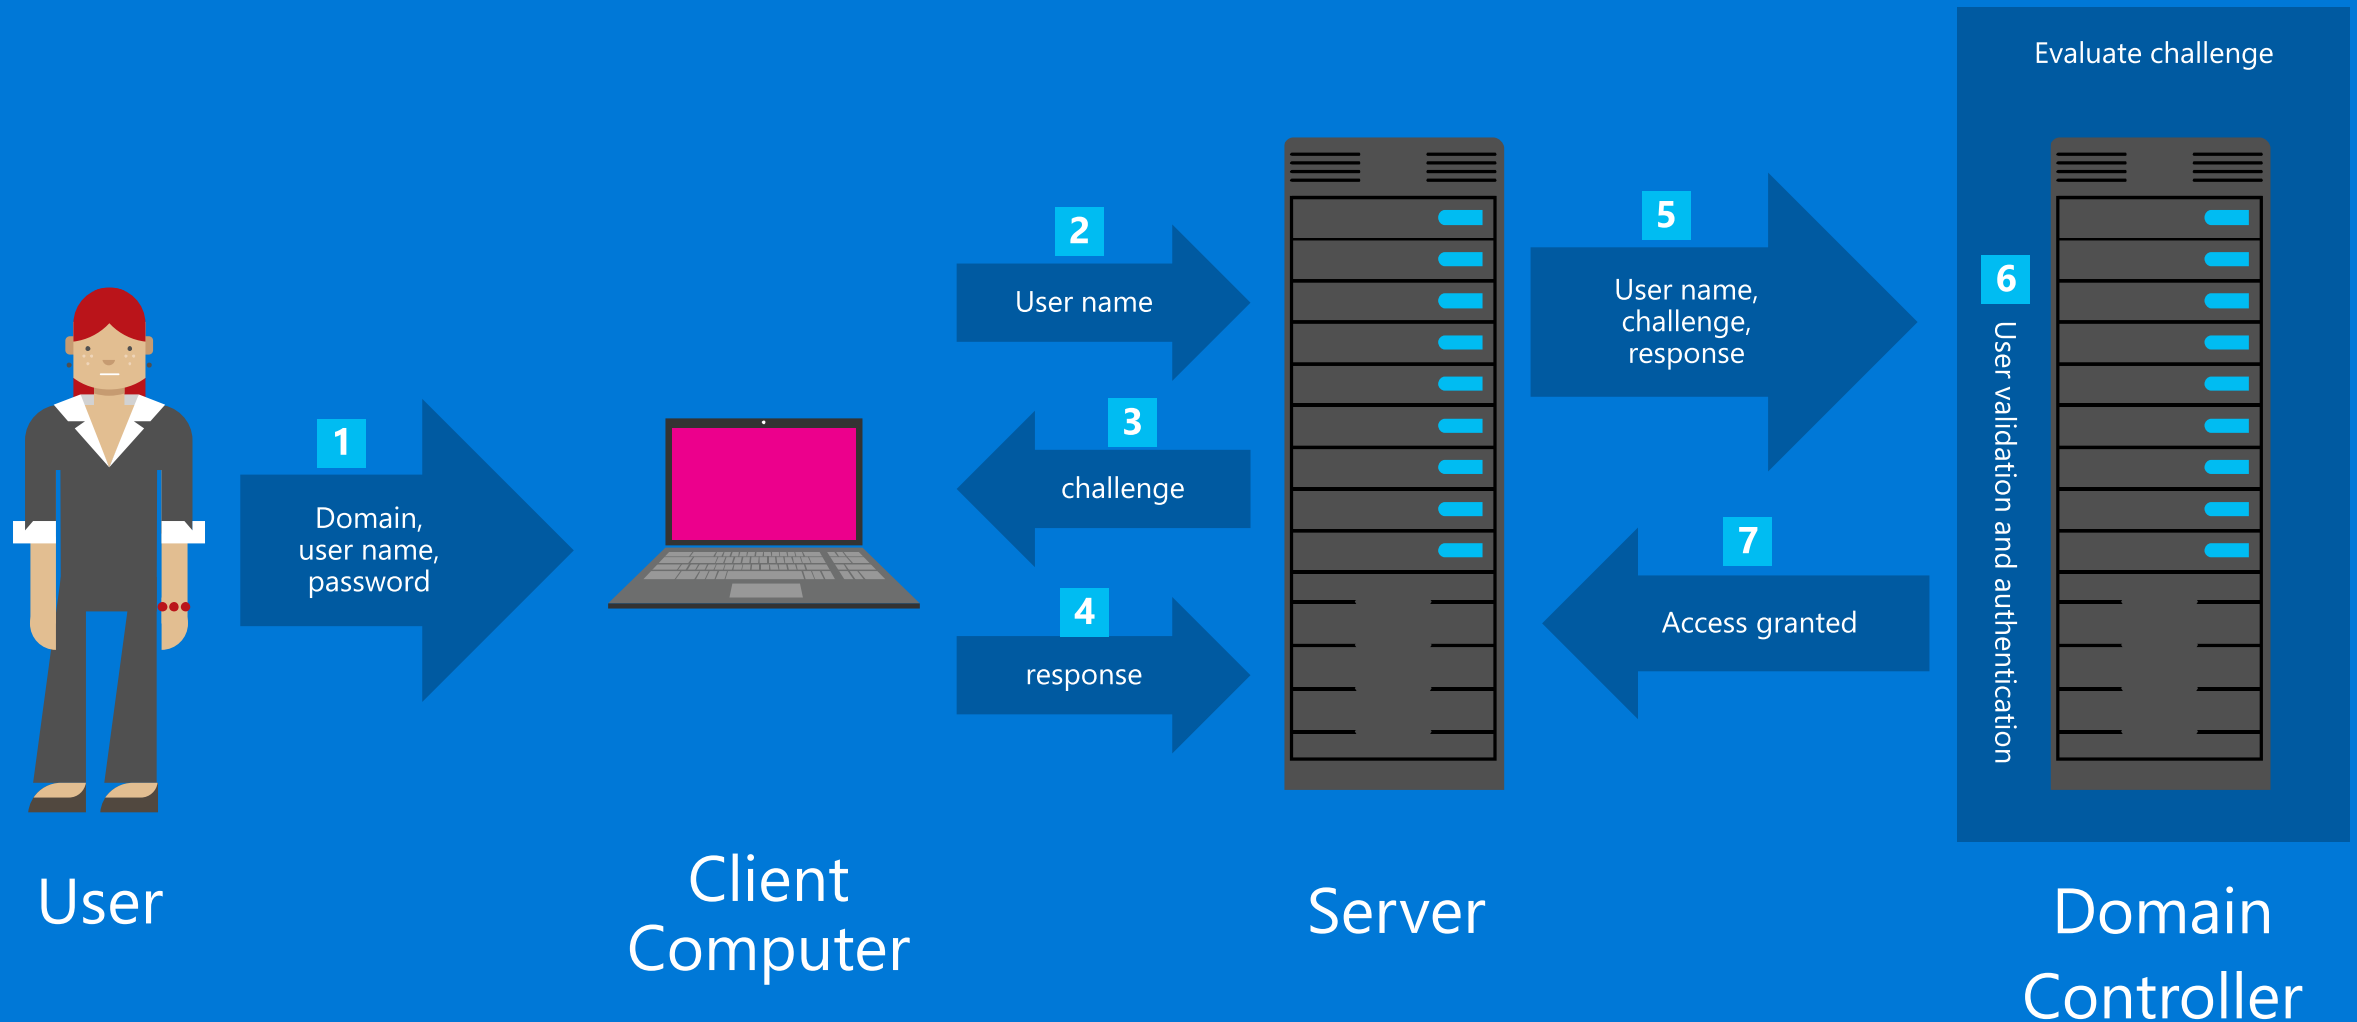 Evaluate challenge
1
Domain,
user name,
password
2
User name
3
challenge
4
response
5
User name,
challenge,
response
6
User validation and authentication
7
Access granted
User
Client
Computer
Server
Domain
Controller